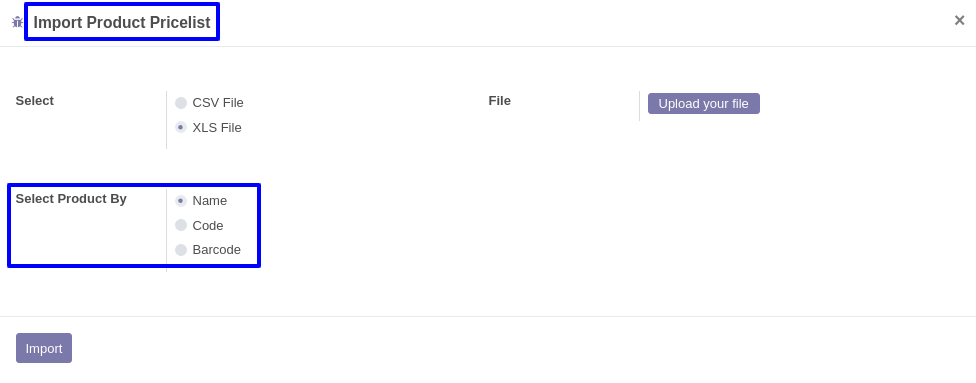 Import Product Pricelist
×
Select
CSV File
XLS File
File
Upload your file
Select Product By
Name
Code
Barcode
Import